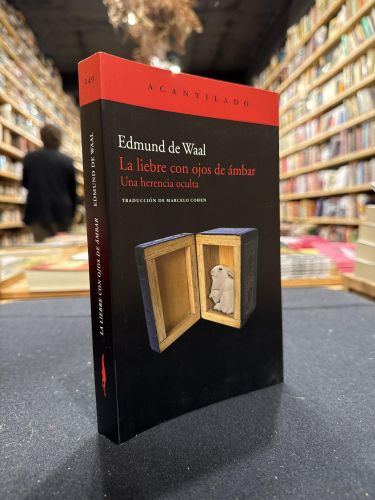 ACANTILADO
Edmund de Waal
La liebre con ojos de ámbar
Una herencia oculta
TRADUCCIÓN DE MARCELO COHEN
249
EDMUND DE WAAL
LA LIEBRE CON OJOS DE ÁMBAR